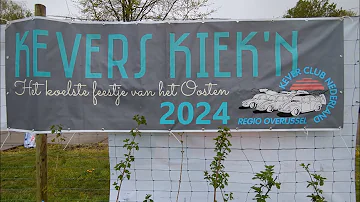 KEVERS KIEK'N
Het koelste feestje van het Oosten
2024
KEVER CLUB NEDERLAND
REGIO OVERIJSSEL